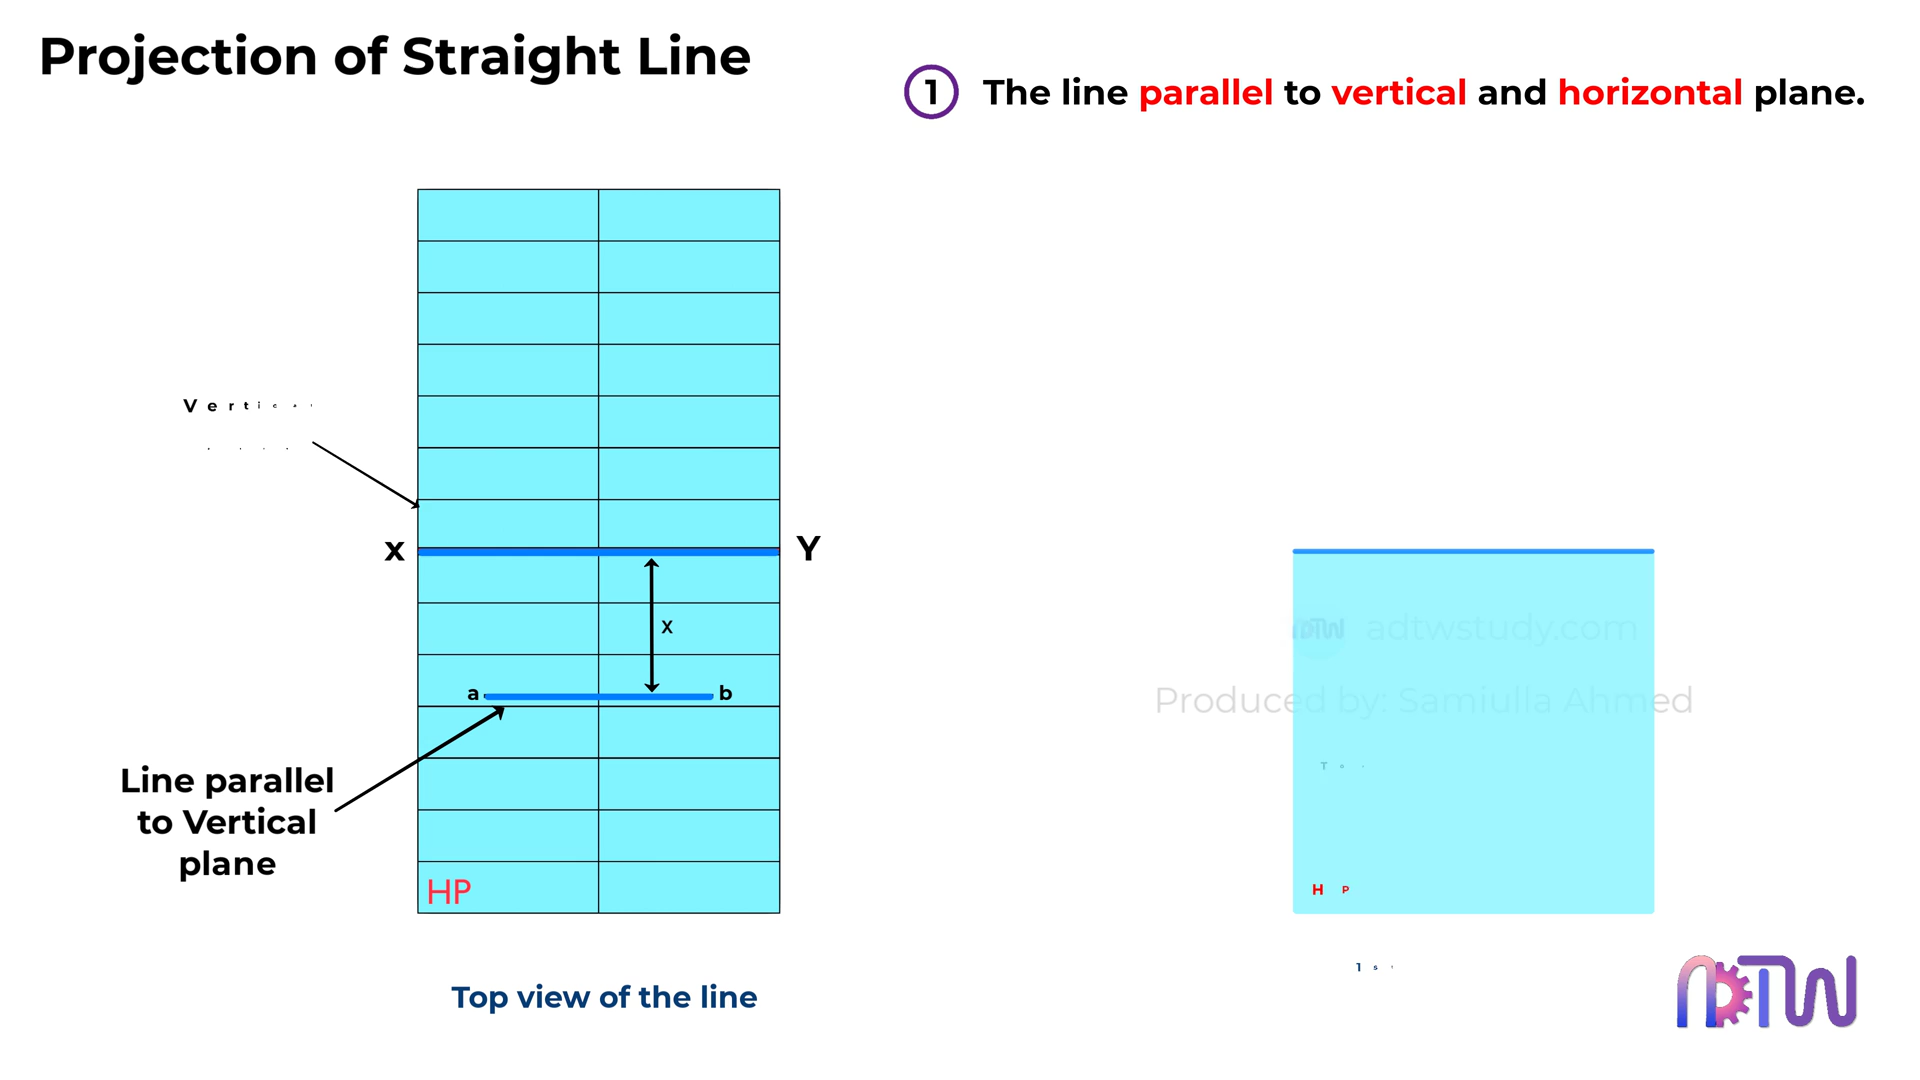 Projection of Straight Line
1 The line parallel to vertical and horizontal plane.
x
Y
X
a
b
Line parallel
to Vertical
plane
HP
Top view of the line
adtwstudy.com
Produced by: Samiulla Ahmed
HP